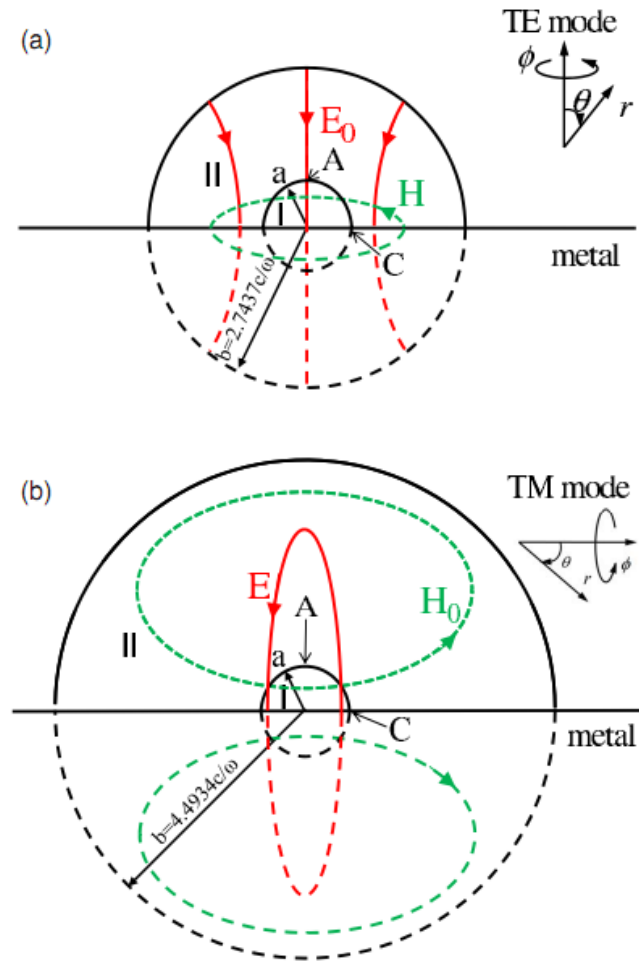 (a)
TE mode
ϕ
θ
r
E₀
A
a
II
H
I
C
metal
b=2.7437c/ω
(b)
TM mode
θ
r
ϕ
E
A
H₀
II
a
I
C
metal
b=4.4934c/ω